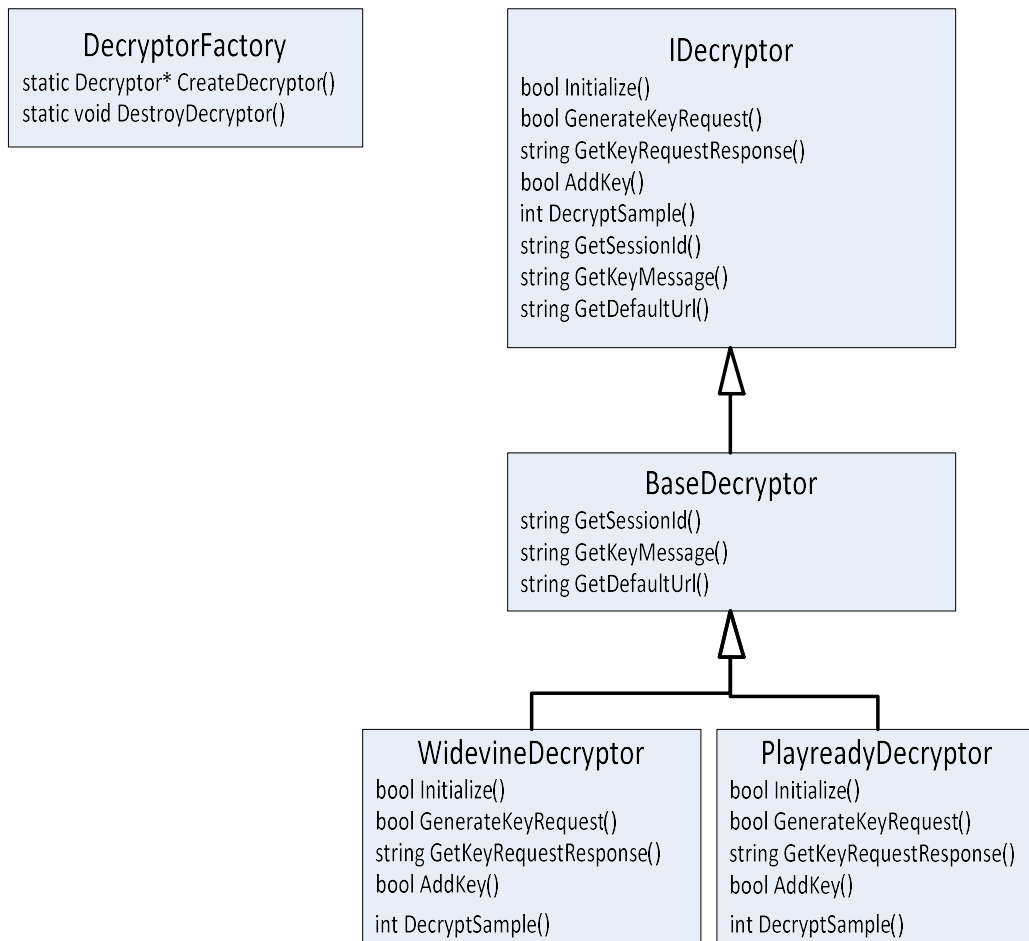 DecryptorFactory
static Decryptor* CreateDecryptor()
static void DestroyDecryptor()
IDecryptor
bool Initialize()
bool GenerateKeyRequest()
string GetKeyRequestResponse()
bool AddKey()
int DecryptSample()
string GetSessionId()
string GetKeyMessage()
string GetDefaultUrl()
BaseDecryptor
string GetSessionId()
string GetKeyMessage()
string GetDefaultUrl()
WidevineDecryptor
bool Initialize()
bool GenerateKeyRequest()
string GetKeyRequestResponse()
bool AddKey()
int DecryptSample()
PlayreadyDecryptor
bool Initialize()
bool GenerateKeyRequest()
string GetKeyRequestResponse()
bool AddKey()
int DecryptSample()